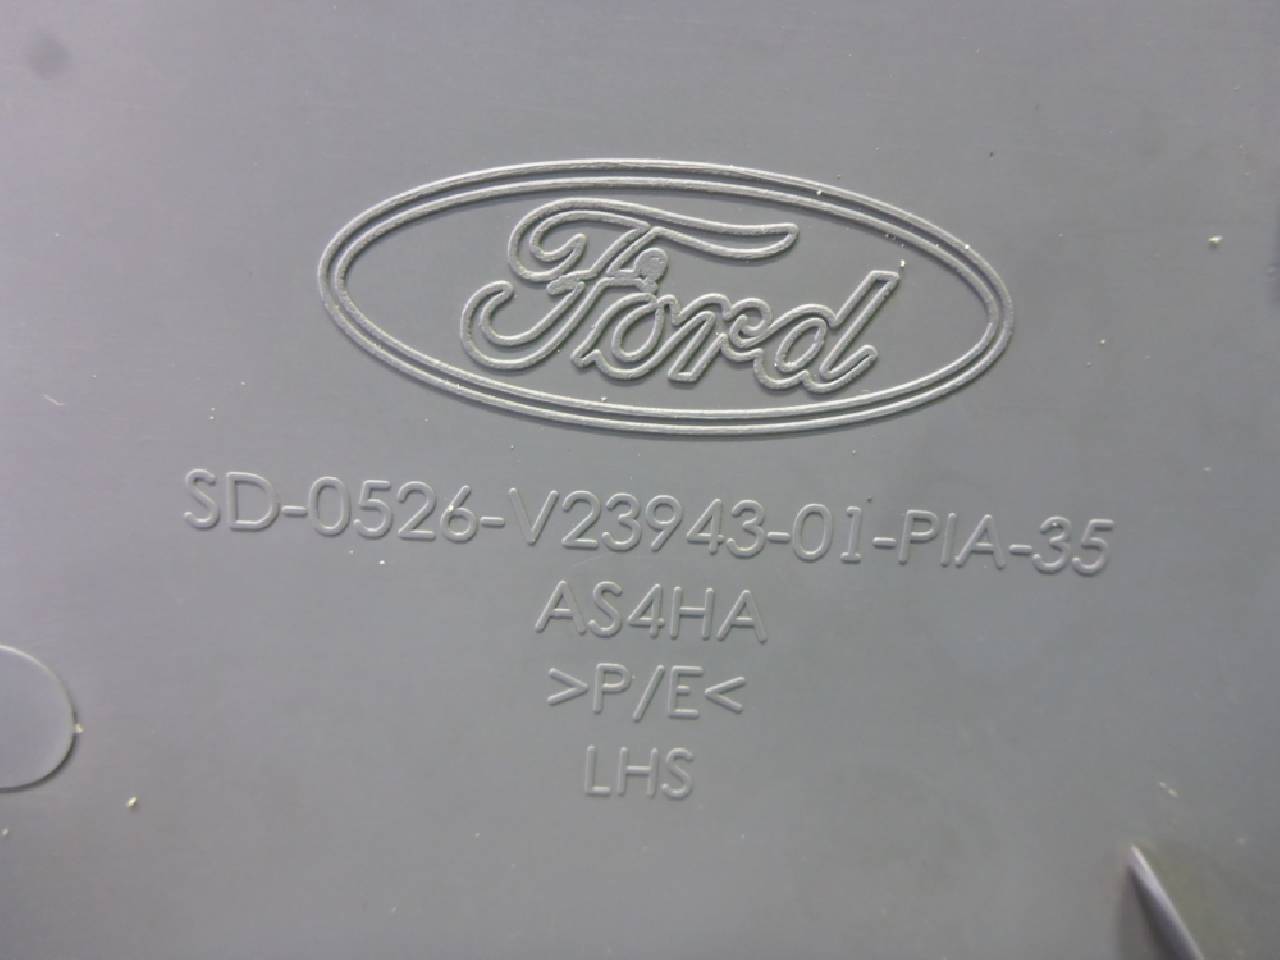 Ford
SD-0526-V23943-01-PIA-35
AS4HA
>P/E<
LHS